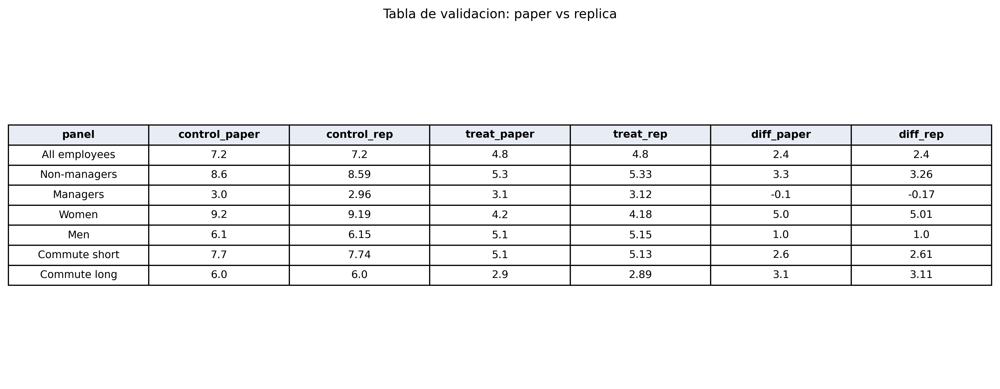 Tabla de validacion: paper vs replica
panel control_paper control_rep treat_paper treat_rep diff_paper diff_rep
All employees 7.2 7.2 4.8 4.8 2.4 2.4
Non-managers 8.6 8.59 5.3 5.33 3.3 3.26
Managers 3.0 2.96 3.1 3.12 -0.1 -0.17
Women 9.2 9.19 4.2 4.18 5.0 5.01
Men 6.1 6.15 5.1 5.15 1.0 1.0
Commute short 7.7 7.74 5.1 5.13 2.6 2.61
Commute long 6.0 6.0 2.9 2.89 3.1 3.11